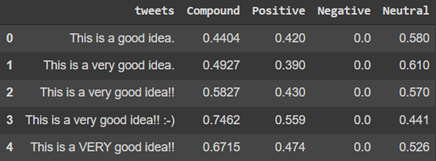 tweets Compound Positive Negative Neutral
0 This is a good idea. 0.4404 0.420 0.0 0.580
1 This is a very good idea. 0.4927 0.390 0.0 0.610
2 This is a very good idea!! 0.5827 0.430 0.0 0.570
3 This is a very good idea!! :-) 0.7462 0.559 0.0 0.441
4 This is a VERY good idea!! 0.6715 0.474 0.0 0.526